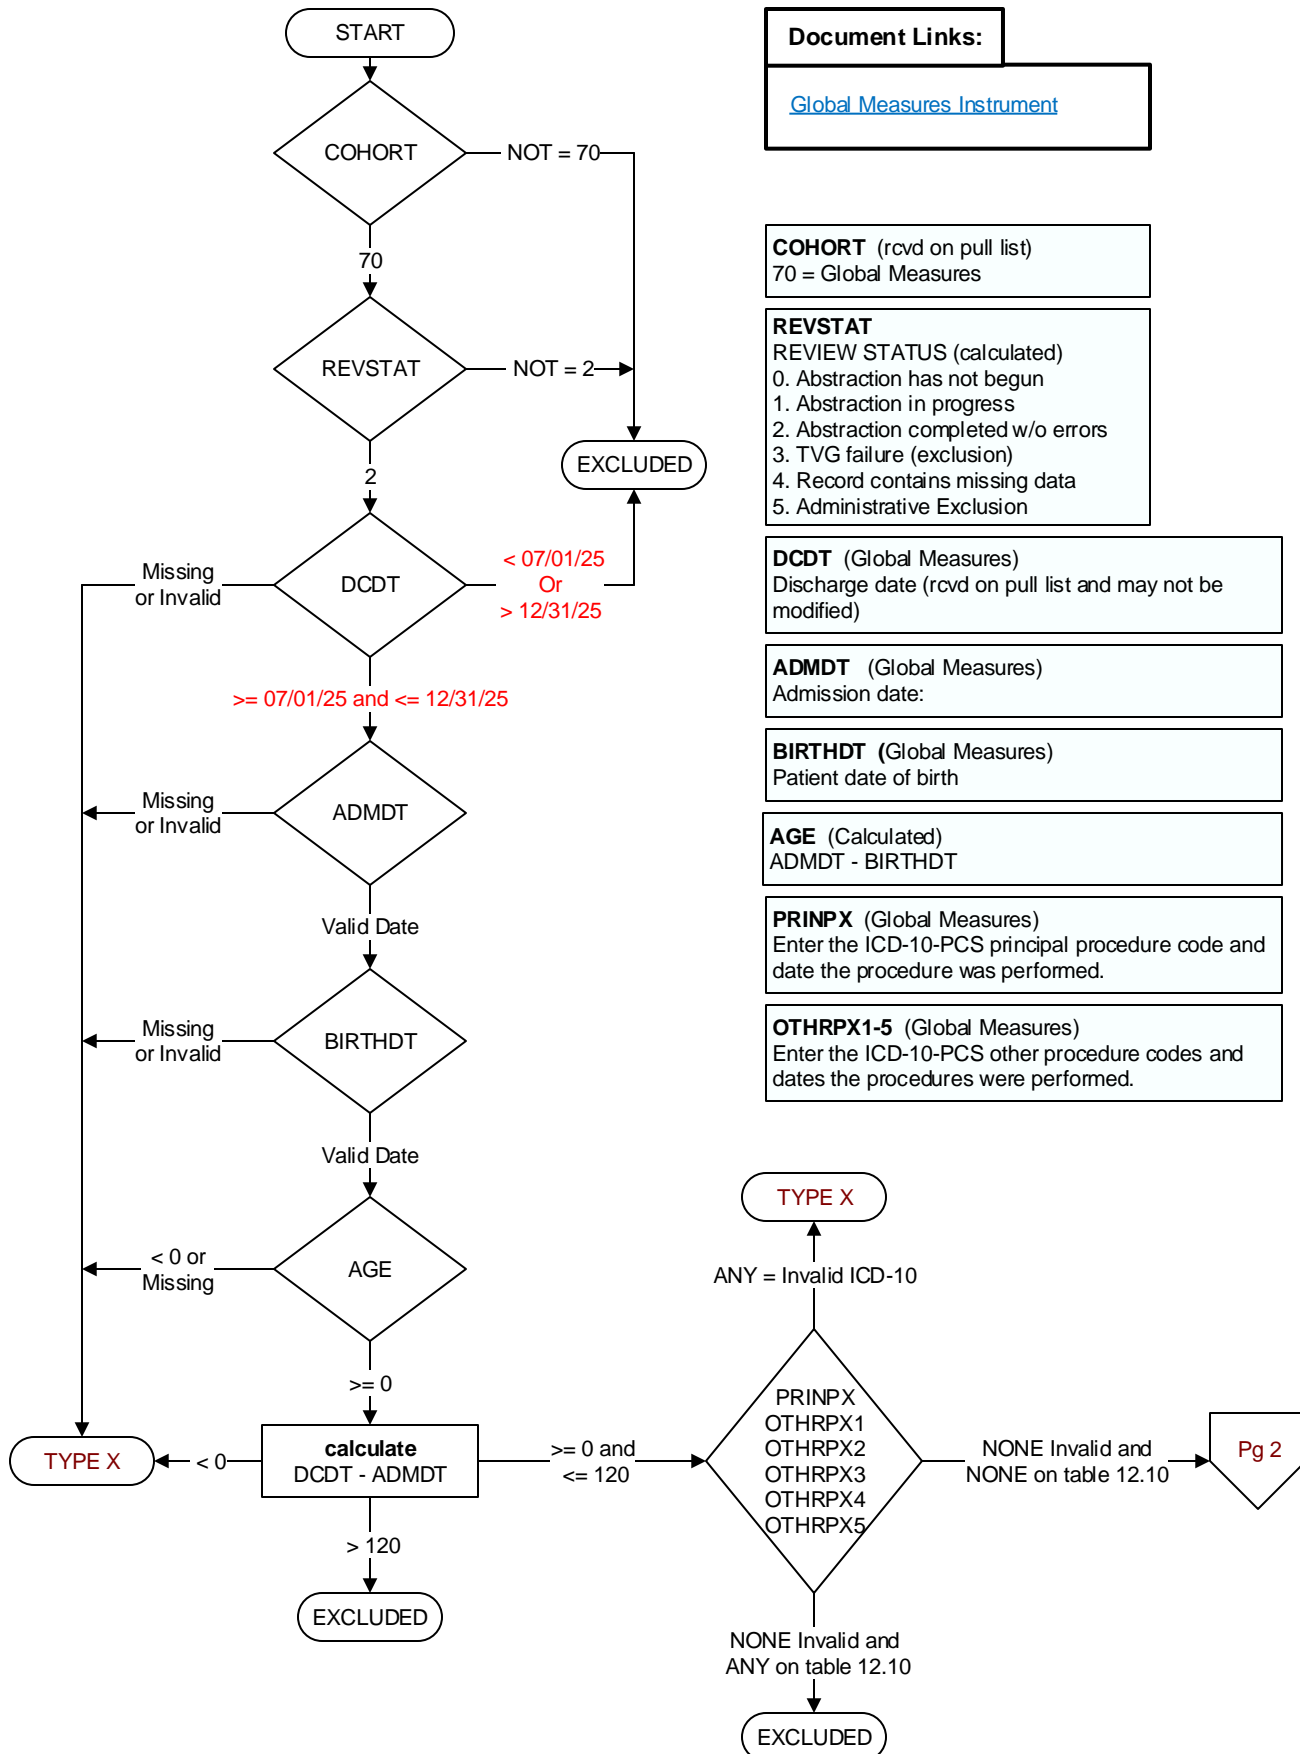 START
Document Links:
Global Measures Instrument
COHORT
NOT = 70
70
REVSTAT
NOT = 2
EXCLUDED
2
DCDT
Missing
or Invalid
< 07/01/25
Or
> 12/31/25
>= 07/01/25 and <= 12/31/25
ADMDT
Missing
or Invalid
Valid Date
BIRTHDT
Missing
or Invalid
Valid Date
AGE
< 0 or
Missing
>= 0
calculate
DCDT - ADMDT
< 0
TYPE X
> 120
EXCLUDED
>= 0 and
<= 120
COHORT (rcvd on pull list)
70 = Global Measures
REVSTAT
REVIEW STATUS (calculated)
0. Abstraction has not begun
1. Abstraction in progress
2. Abstraction completed w/o errors
3. TVG failure (exclusion)
4. Record contains missing data
5. Administrative Exclusion
DCDT (Global Measures)
Discharge date (rcvd on pull list and may not be
modified)
ADMDT (Global Measures)
Admission date:
BIRTHDT (Global Measures)
Patient date of birth
AGE (Calculated)
ADMDT - BIRTHDT
PRINPX (Global Measures)
Enter the ICD-10-PCS principal procedure code and
date the procedure was performed.
OTHRPX1-5 (Global Measures)
Enter the ICD-10-PCS other procedure codes and
dates the procedures were performed.
TYPE X
ANY = Invalid ICD-10
PRINPX
OTHRPX1
OTHRPX2
OTHRPX3
OTHRPX4
OTHRPX5
NONE Invalid and
NONE on table 12.10
Pg 2
NONE Invalid and
ANY on table 12.10
EXCLUDED